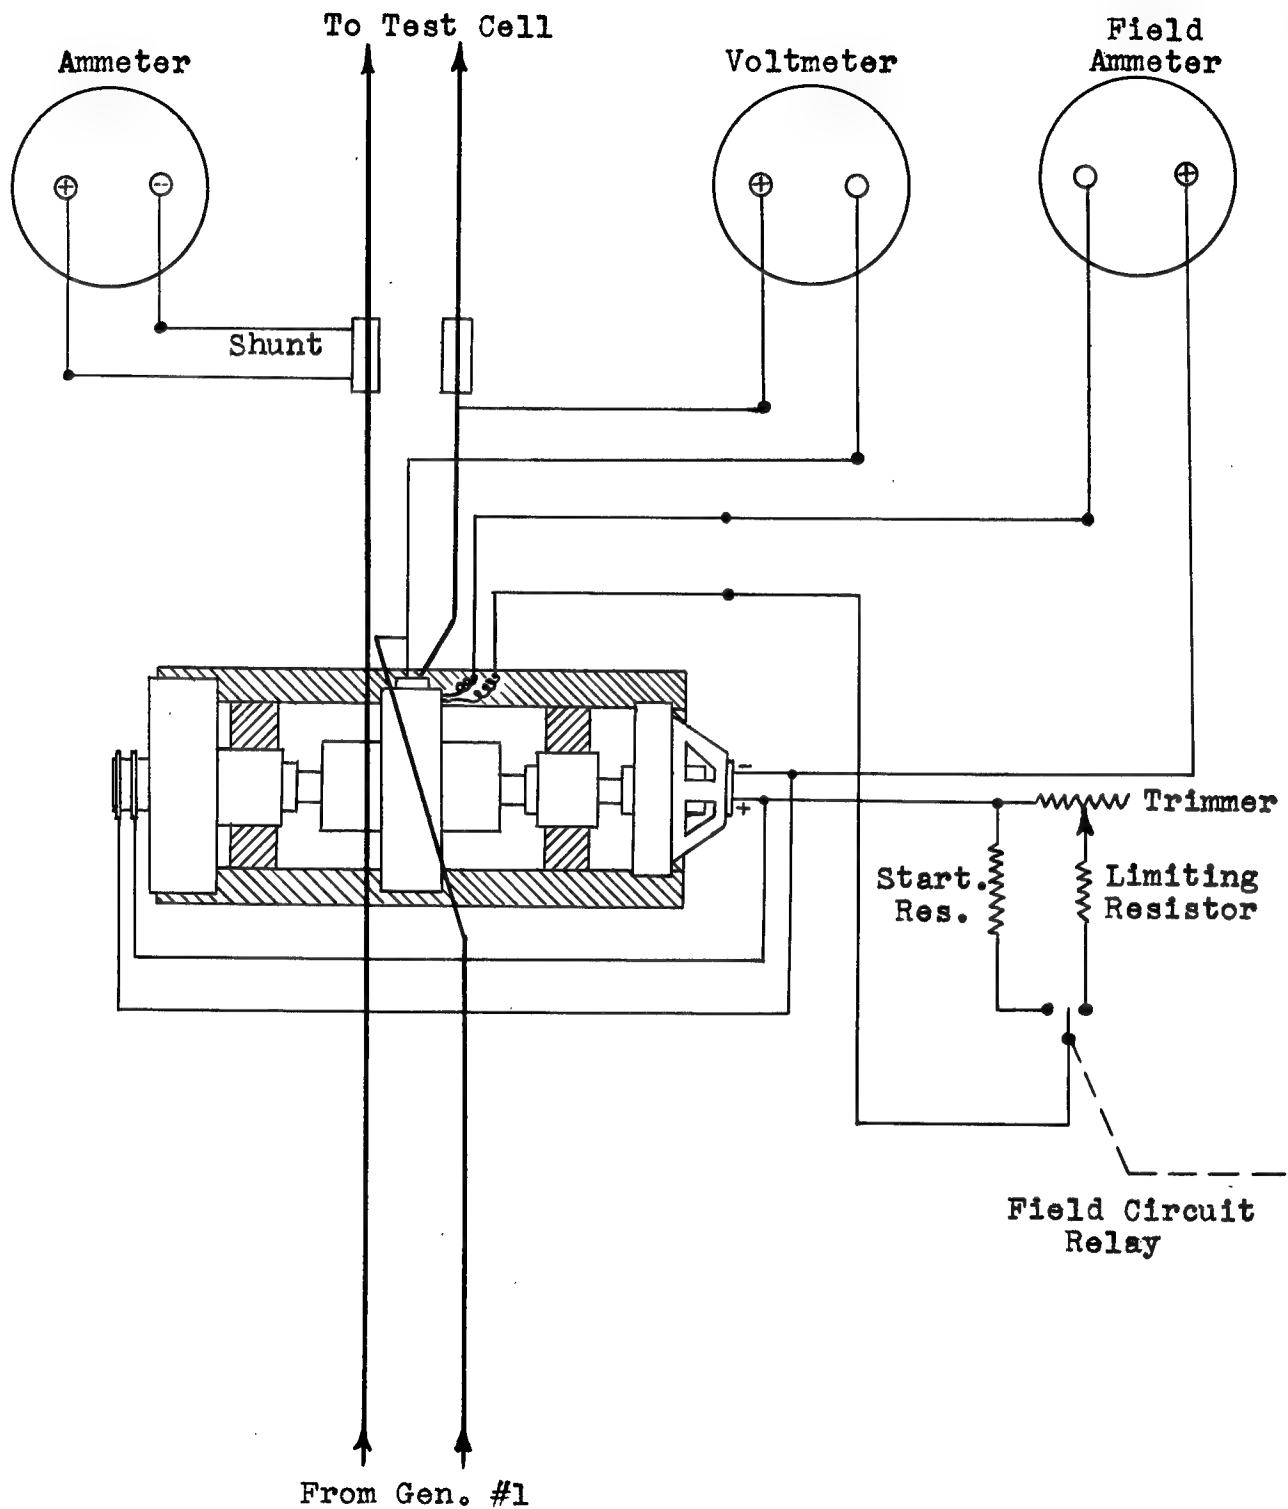 To Test Cell
Ammeter
Voltmeter
Field
Ammeter
+
--
+
+
Shunt
-
+
Trimmer
Start.
Res.
Limiting
Resistor
Field Circuit
Relay
From Gen. #1